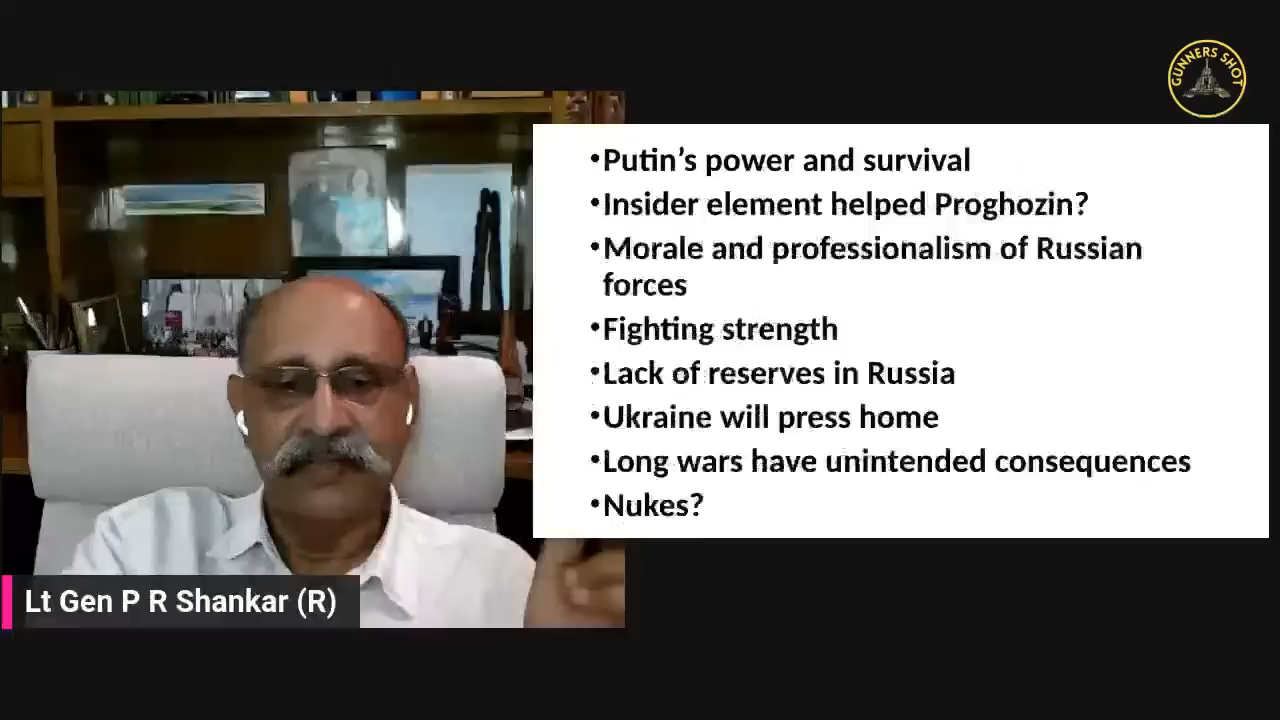 GUNNERS SHOT
•Putin’s power and survival
•Insider element helped Proghozin?
•Morale and professionalism of Russian
forces
•Fighting strength
•Lack of reserves in Russia
•Ukraine will press home
•Long wars have unintended consequences
•Nukes?
Lt Gen P R Shankar (R)